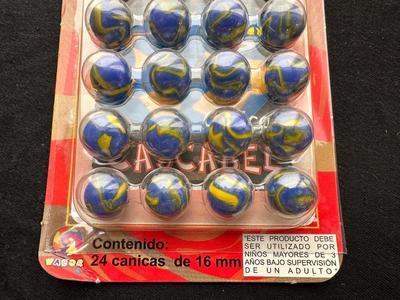 CASCABEL
VACOR
Contenido:
24 canicas de 16 mm
"ESTE PRODUCTO DEBE
SER UTILIZADO POR
NIÑOS MAYORES DE 3
AÑOS BAJO SUPERVISIÓN
DE UN ADULTO"